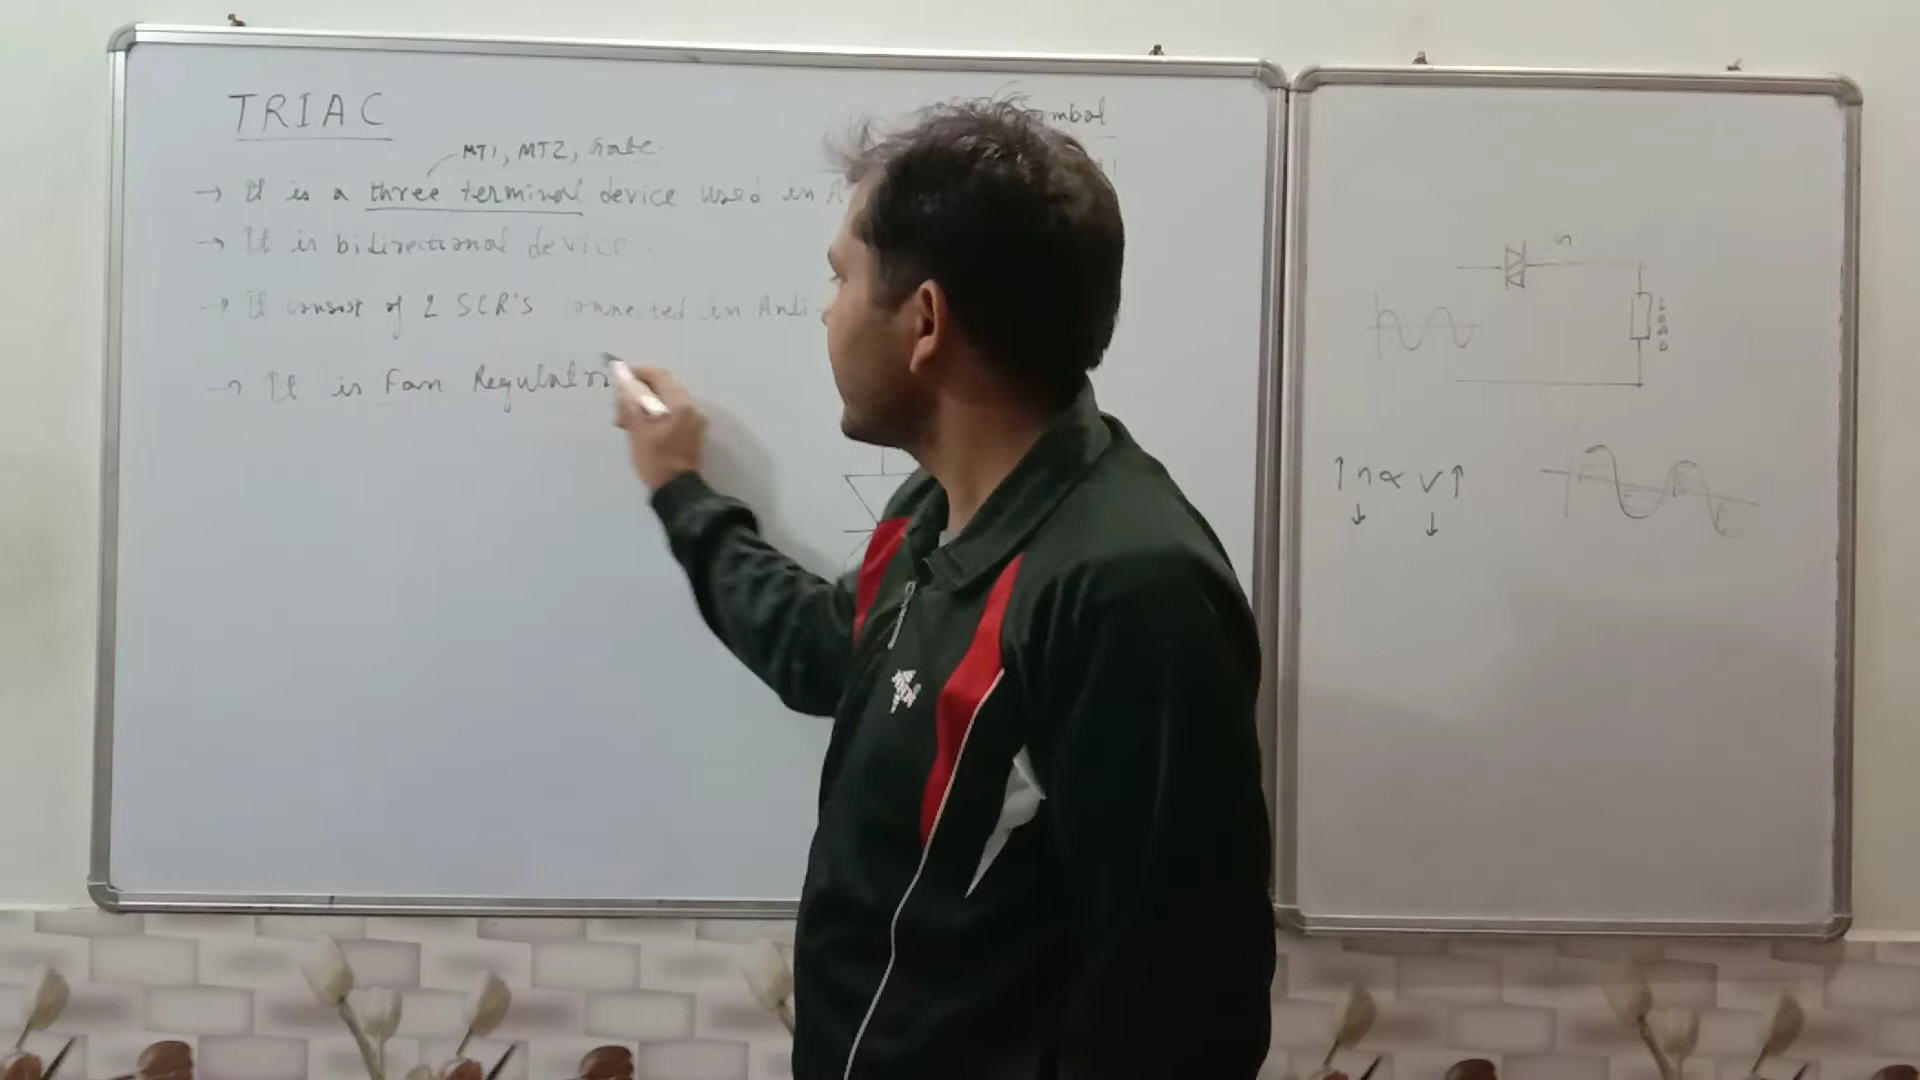 TRIAC
mbol
MT1, MT2, Gate.
→ It is a three terminal device used in A
→ It is bidirectional device.
→ It consist of 2 SCR'S connected in Anti
→ It is Fan Regulator
LOAD
↑n∝v↑
↓ ↓